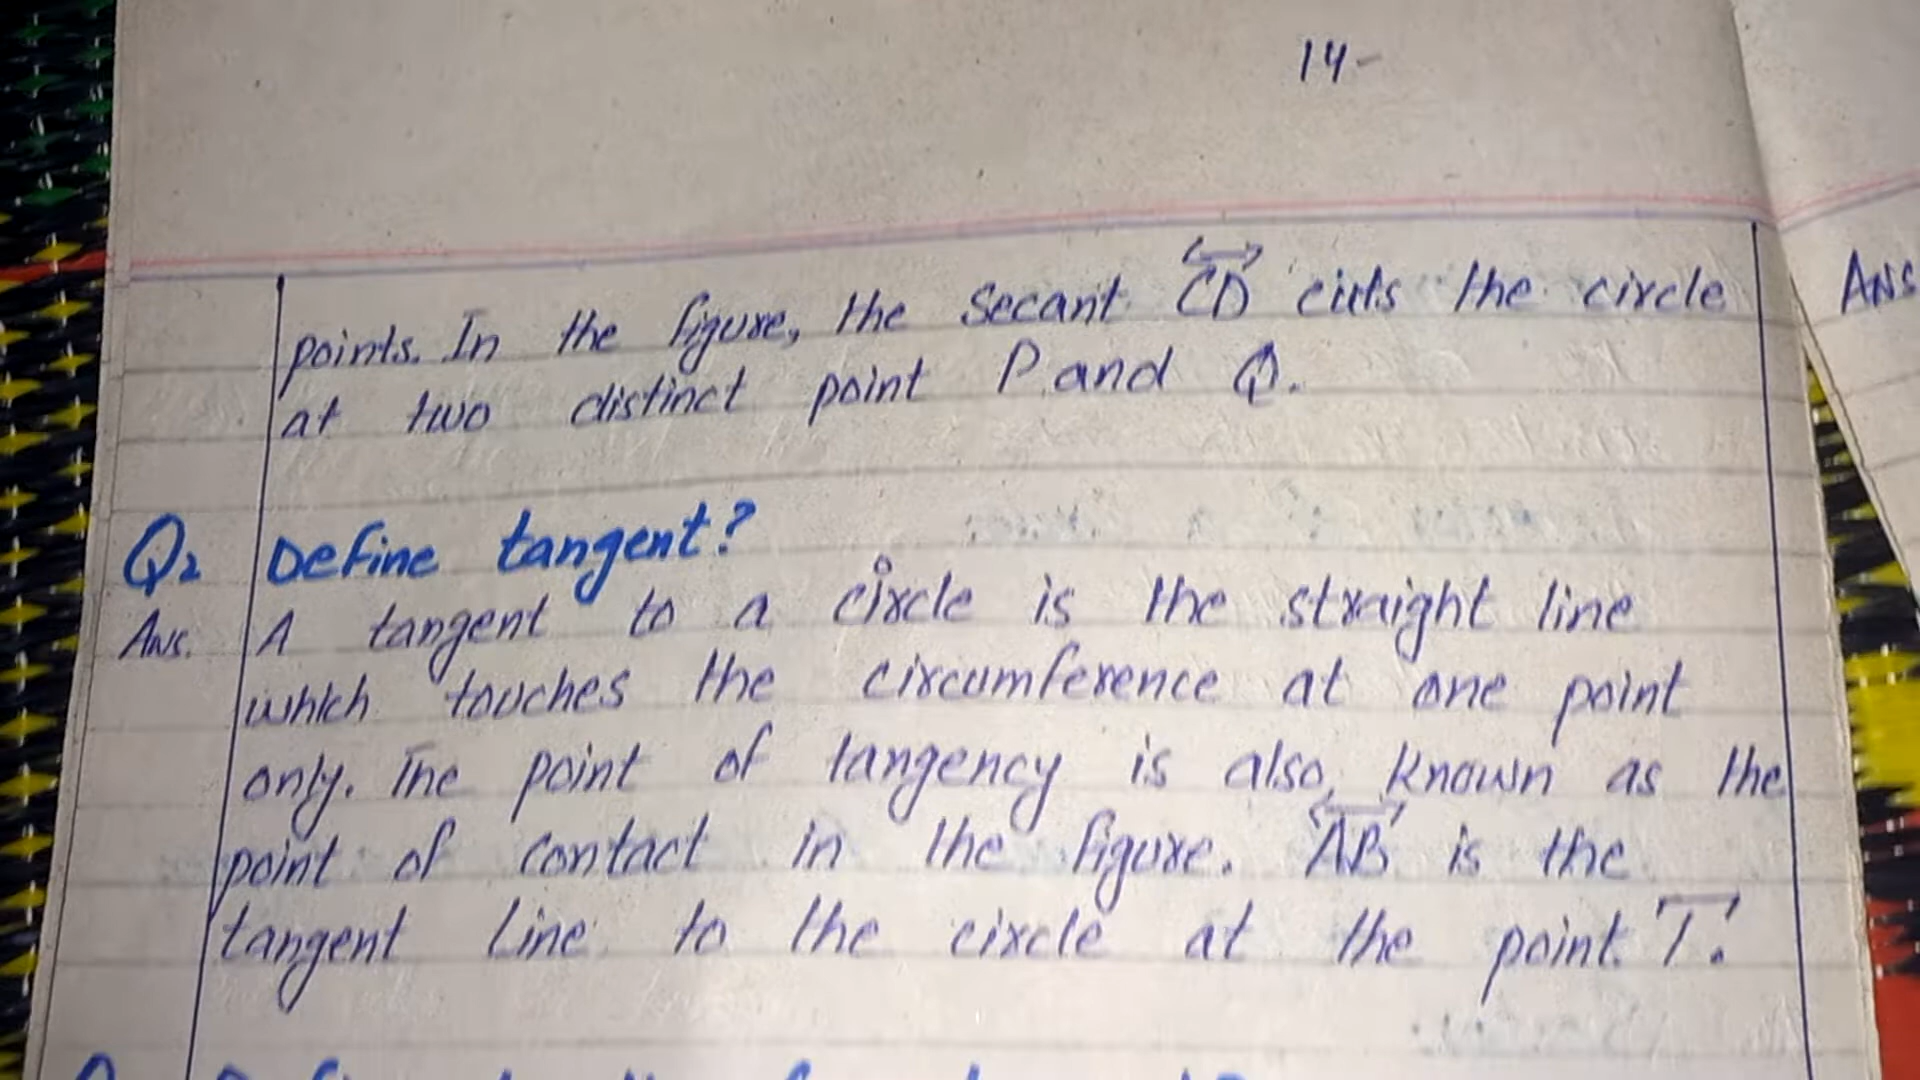 14-
points. In the figure, the Secant CD cuts the circle
at two distinct point P and Q.
Q2 Define tangent?
Ans. A tangent to a circle is the straight line
which touches the circumference at one point
only. The point of tangency is also, known as the
point of contact in the figure. AB is the
tangent Line to the circle at the point T.
Ans